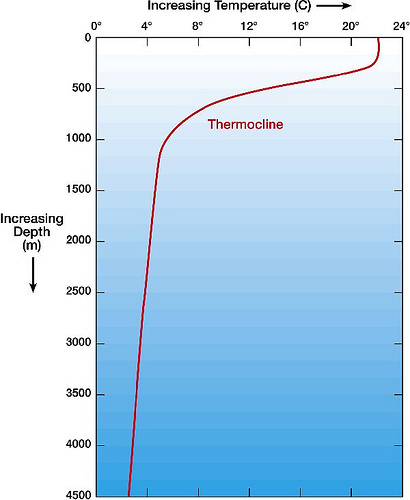 Increasing Temperature (C)
0° 4° 8° 12° 16° 20° 24°
0
500
Thermocline
1000
1500
Increasing
Depth
(m)
2000
2500
3000
3500
4000
4500